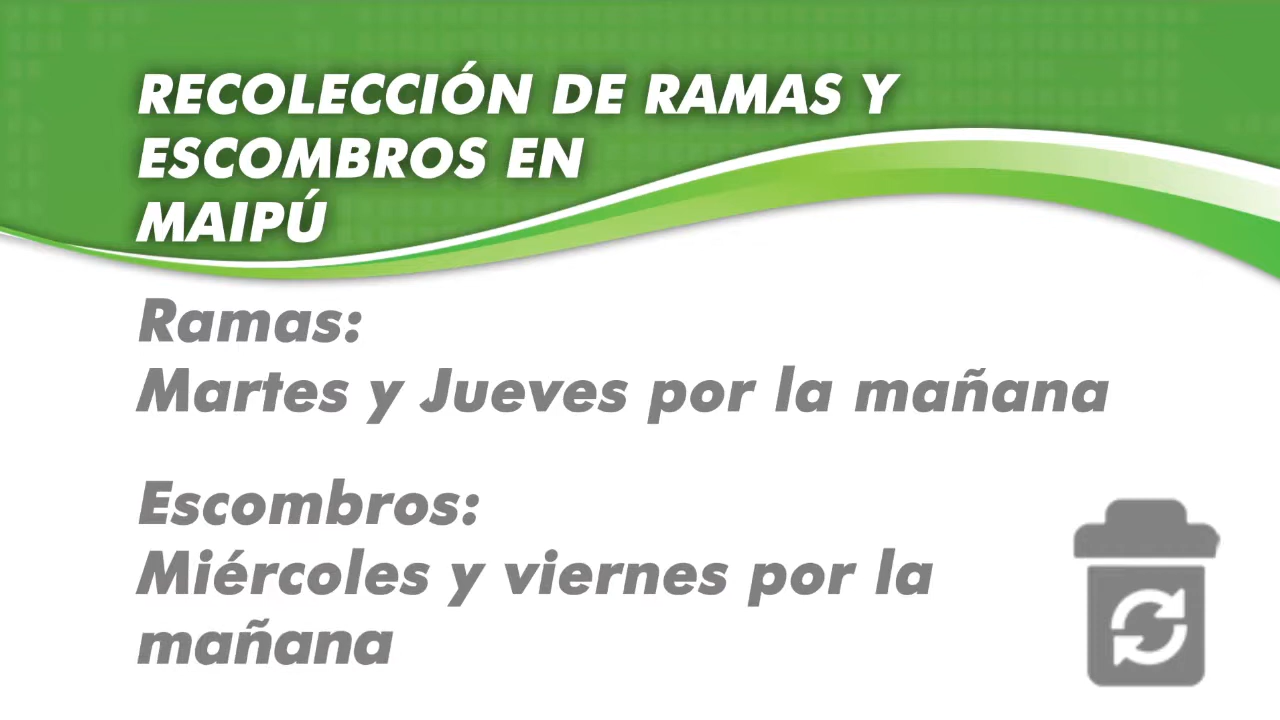 RECOLECCIÓN DE RAMAS Y
ESCOMBROS EN
MAIPÚ
Ramas:
Martes y Jueves por la mañana
Escombros:
Miércoles y viernes por la
mañana